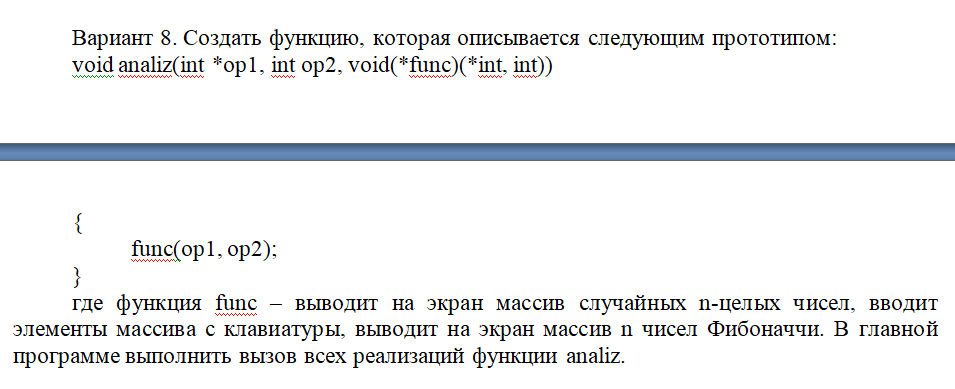 Вариант 8. Создать функцию, которая описывается следующим прототипом:
void analiz(int *op1, int op2, void(*func)(*int, int))
{
func(op1, op2);
}
где функция func – выводит на экран массив случайных n-целых чисел, вводит
элементы массива с клавиатуры, выводит на экран массив n чисел Фибоначчи. В главной
программе выполнить вызов всех реализаций функции analiz.